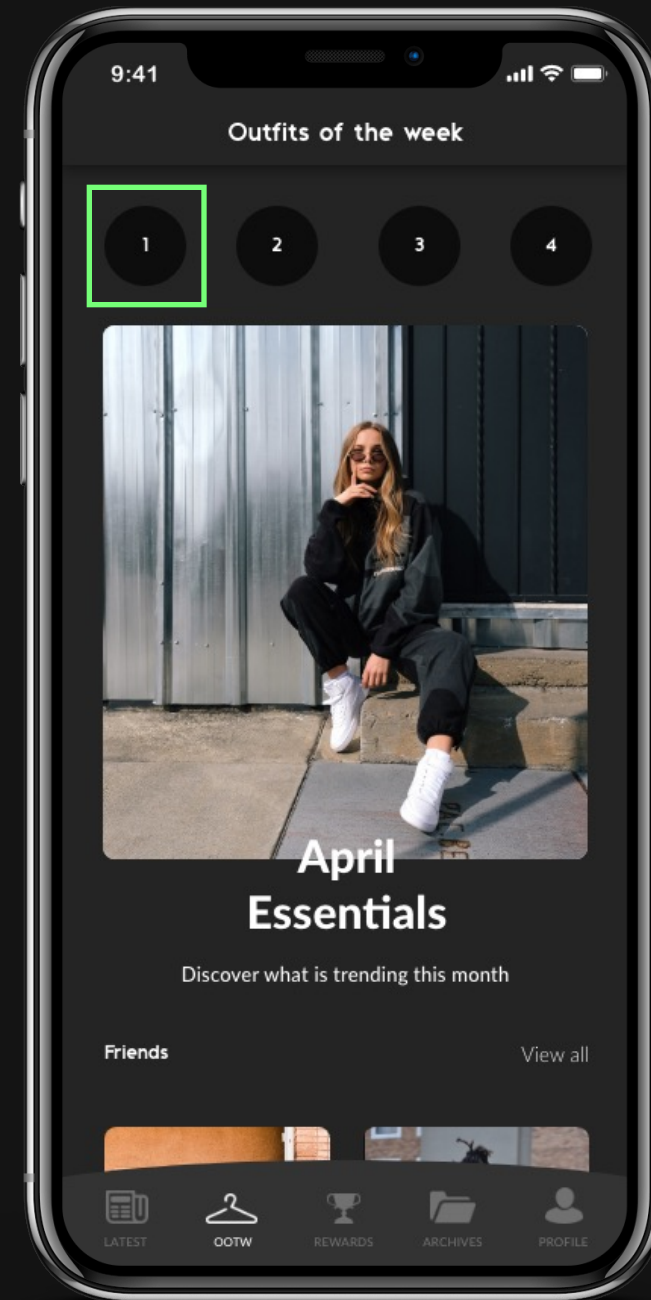 9:41
Outfits of the week
1 2 3 4
April
Essentials
Discover what is trending this month
Friends View all
LATEST OOTW REWARDS ARCHIVES PROFILE